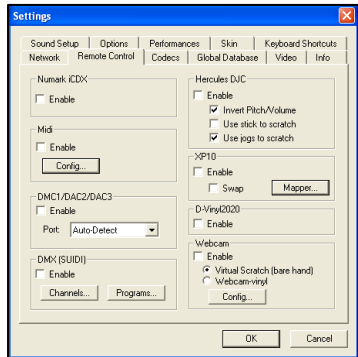 Settings
Sound Setup
Options
Performances
Skin
Keyboard Shortcuts
Network
Remote Control
Codecs
Global Database
Video
Info
Numark iCDX
Enable
Midi
Enable
Config...
DMC1/DAC2/DAC3
Enable
Port: Auto-Detect
DMX (SUIDI)
Enable
Channels... Programs...
Hercules DJC
Enable
Invert Pitch/Volume
Use stick to scratch
Use jogs to scratch
XP10
Enable
Swap Mapper...
D-Vinyl2020
Enable
Webcam
Enable
Virtual Scratch (bare hand)
Webcam-vinyl
Config...
OK Cancel